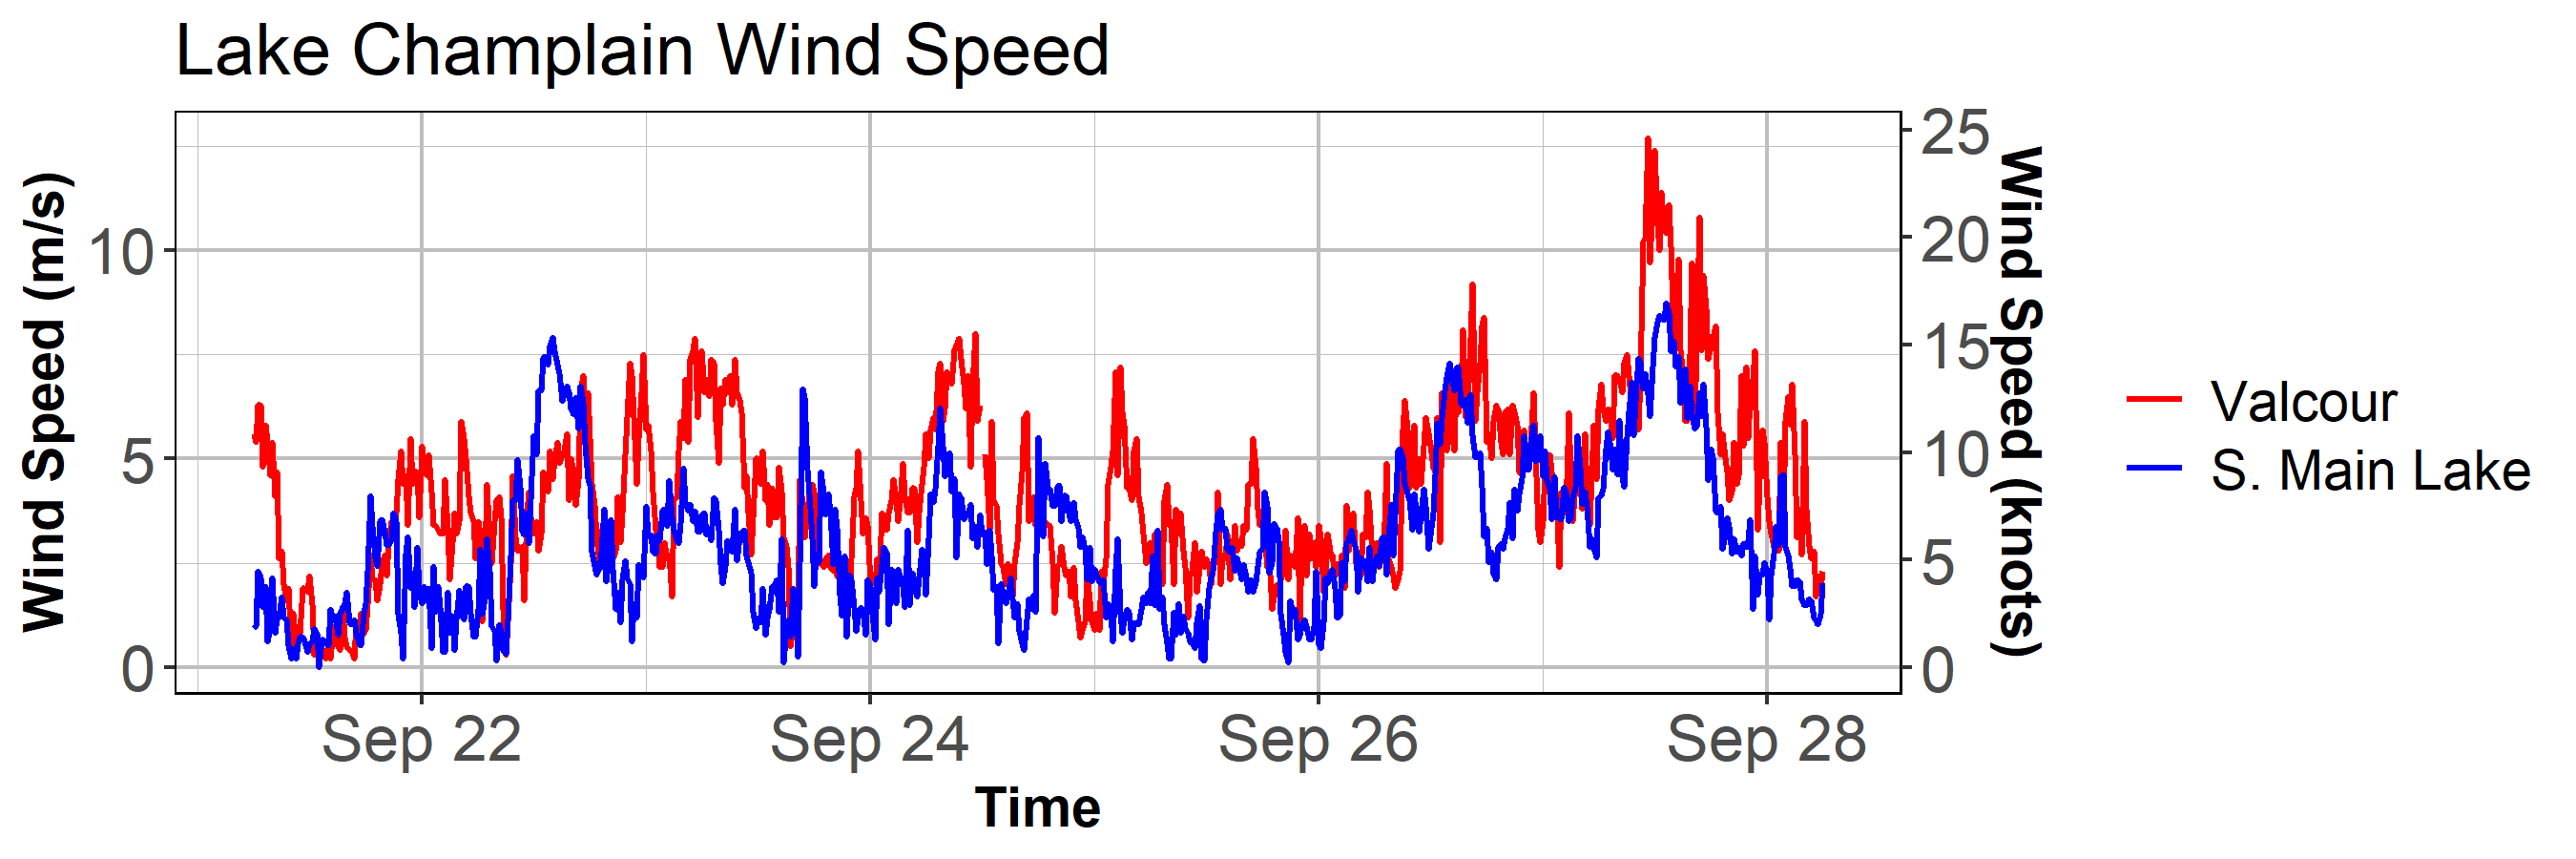 Lake Champlain Wind Speed
Wind Speed (m/s)
10
5
0
25
20
15
10
5
0
Wind Speed (knots)
Sep 22
Sep 24
Sep 26
Sep 28
Time
Valcour
S. Main Lake